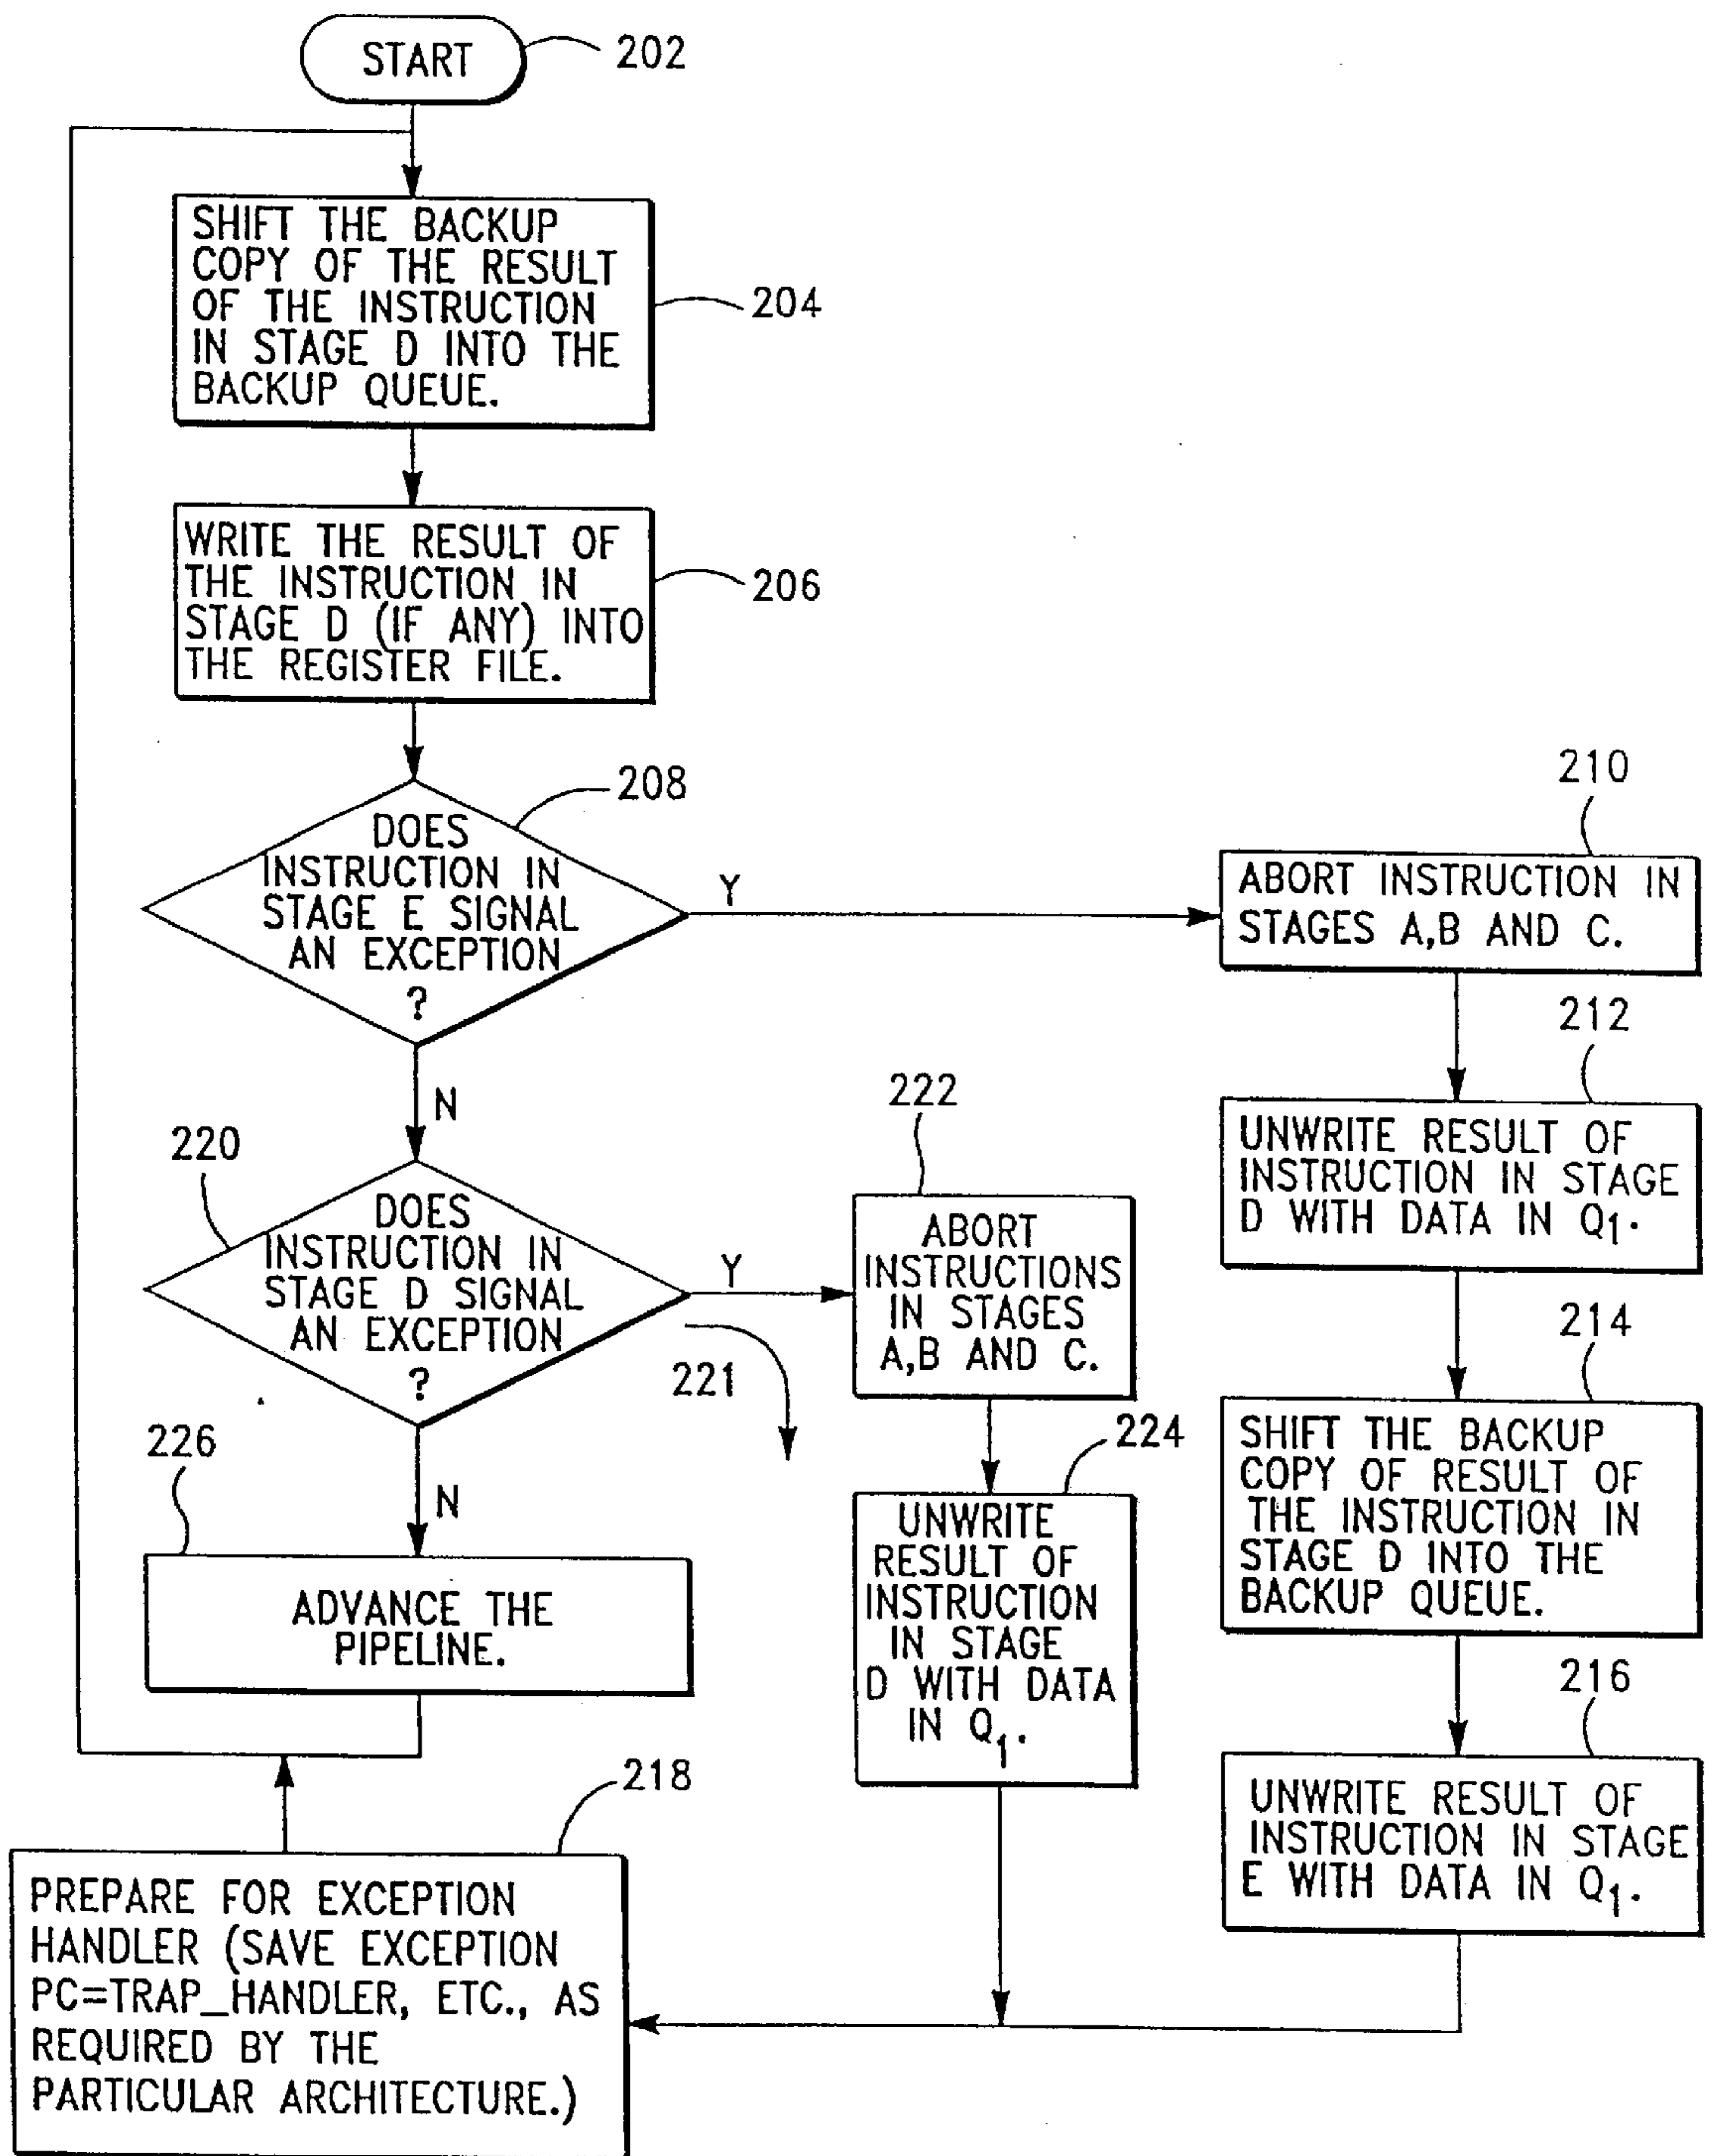 START
202
SHIFT THE BACKUP
COPY OF THE RESULT
OF THE INSTRUCTION
IN STAGE D INTO THE
BACKUP QUEUE.
204
WRITE THE RESULT OF
THE INSTRUCTION IN
STAGE D (IF ANY) INTO
THE REGISTER FILE.
206
208
DOES
INSTRUCTION IN
STAGE E SIGNAL
AN EXCEPTION
?
Y
N
210
ABORT INSTRUCTION IN
STAGES A,B AND C.
212
UNWRITE RESULT OF
INSTRUCTION IN STAGE
D WITH DATA IN Q1.
214
SHIFT THE BACKUP
COPY OF RESULT OF
THE INSTRUCTION IN
STAGE D INTO THE
BACKUP QUEUE.
216
UNWRITE RESULT OF
INSTRUCTION IN STAGE
E WITH DATA IN Q1.
220
DOES
INSTRUCTION IN
STAGE D SIGNAL
AN EXCEPTION
?
Y
221
N
222
ABORT
INSTRUCTIONS
IN STAGES
A,B AND C.
224
UNWRITE
RESULT OF
INSTRUCTION
IN STAGE
D WITH DATA
IN Q1.
226
ADVANCE THE
PIPELINE.
218
PREPARE FOR EXCEPTION
HANDLER (SAVE EXCEPTION
PC=TRAP_HANDLER, ETC., AS
REQUIRED BY THE
PARTICULAR ARCHITECTURE.)